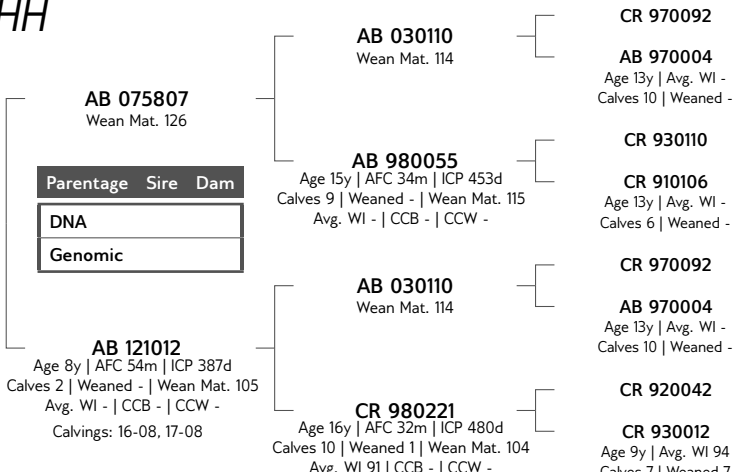 HH
AB 075807
Wean Mat. 126
Parentage Sire Dam
DNA
Genomic
AB 121012
Age 8y | AFC 54m | ICP 387d
Calves 2 | Weaned - | Wean Mat. 105
Avg. WI - | CCB - | CCW -
Calvings: 16-08, 17-08
AB 030110
Wean Mat. 114
AB 980055
Age 15y | AFC 34m | ICP 453d
Calves 9 | Weaned - | Wean Mat. 115
Avg. WI - | CCB - | CCW -
AB 030110
Wean Mat. 114
CR 980221
Age 16y | AFC 32m | ICP 480d
Calves 10 | Weaned 1 | Wean Mat. 104
Avg. WI 91 | CCB - | CCW -
CR 970092
AB 970004
Age 13y | Avg. WI -
Calves 10 | Weaned -
CR 930110
CR 910106
Age 13y | Avg. WI -
Calves 6 | Weaned -
CR 970092
AB 970004
Age 13y | Avg. WI -
Calves 10 | Weaned -
CR 920042
CR 930012
Age 9y | Avg. WI 94
Calves 7 | Weaned 7